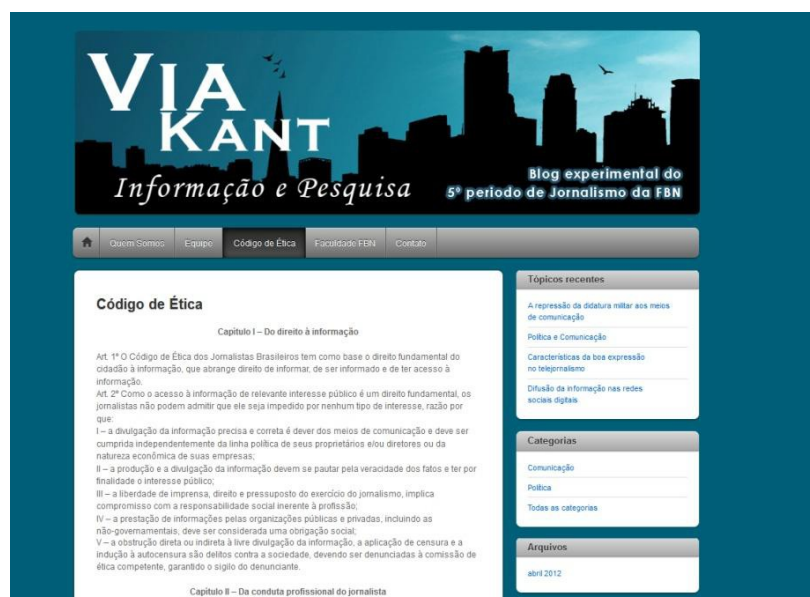 VIA
KANT
Informação e Pesquisa
Blog experimental do
5º periodo de Jornalismo da FBN
Quem Somos
Equipe
Código de Ética
Faculdade FBN
Contato
Código de Ética
Capítulo I – Do direito à informação
Art. 1º O Código de Ética dos Jornalistas Brasileiros tem como base o direito fundamental do
cidadão à informação, que abrange direito de informar, de ser informado e de ter acesso à
informação.
Art. 2º Como o acesso à informação de relevante interesse público é um direito fundamental, os
jornalistas não podem admitir que ele seja impedido por nenhum tipo de interesse, razão por
que:
I – a divulgação da informação precisa e correta é dever dos meios de comunicação e deve ser
cumprida independentemente da linha política de seus proprietários e/ou diretores ou da
natureza econômica de suas empresas;
II – a produção e a divulgação da informação devem se pautar pela veracidade dos fatos e ter por
finalidade o interesse público;
III – a liberdade de imprensa, direito e pressuposto do exercício do jornalismo, implica
compromisso com a responsabilidade social inerente à profissão;
IV – a prestação de informações pelas organizações públicas e privadas, incluindo as
não-governamentais, deve ser considerada uma obrigação social;
V – a obstrução direta ou indireta à livre divulgação da informação, a aplicação de censura e a
indução à autocensura são delitos contra a sociedade, devendo ser denunciadas à comissão de
ética competente, garantido o sigilo do denunciante.
Capítulo II – Da conduta profissional do jornalista
Tópicos recentes
A repressão da didatura militar aos meios
de comunicação
Política e Comunicação
Características da boa expressão
no telejornalismo
Difusão da informação nas redes
sociais digitais
Categorias
Comunicação
Política
Todas as categorias
Arquivos
abril 2012